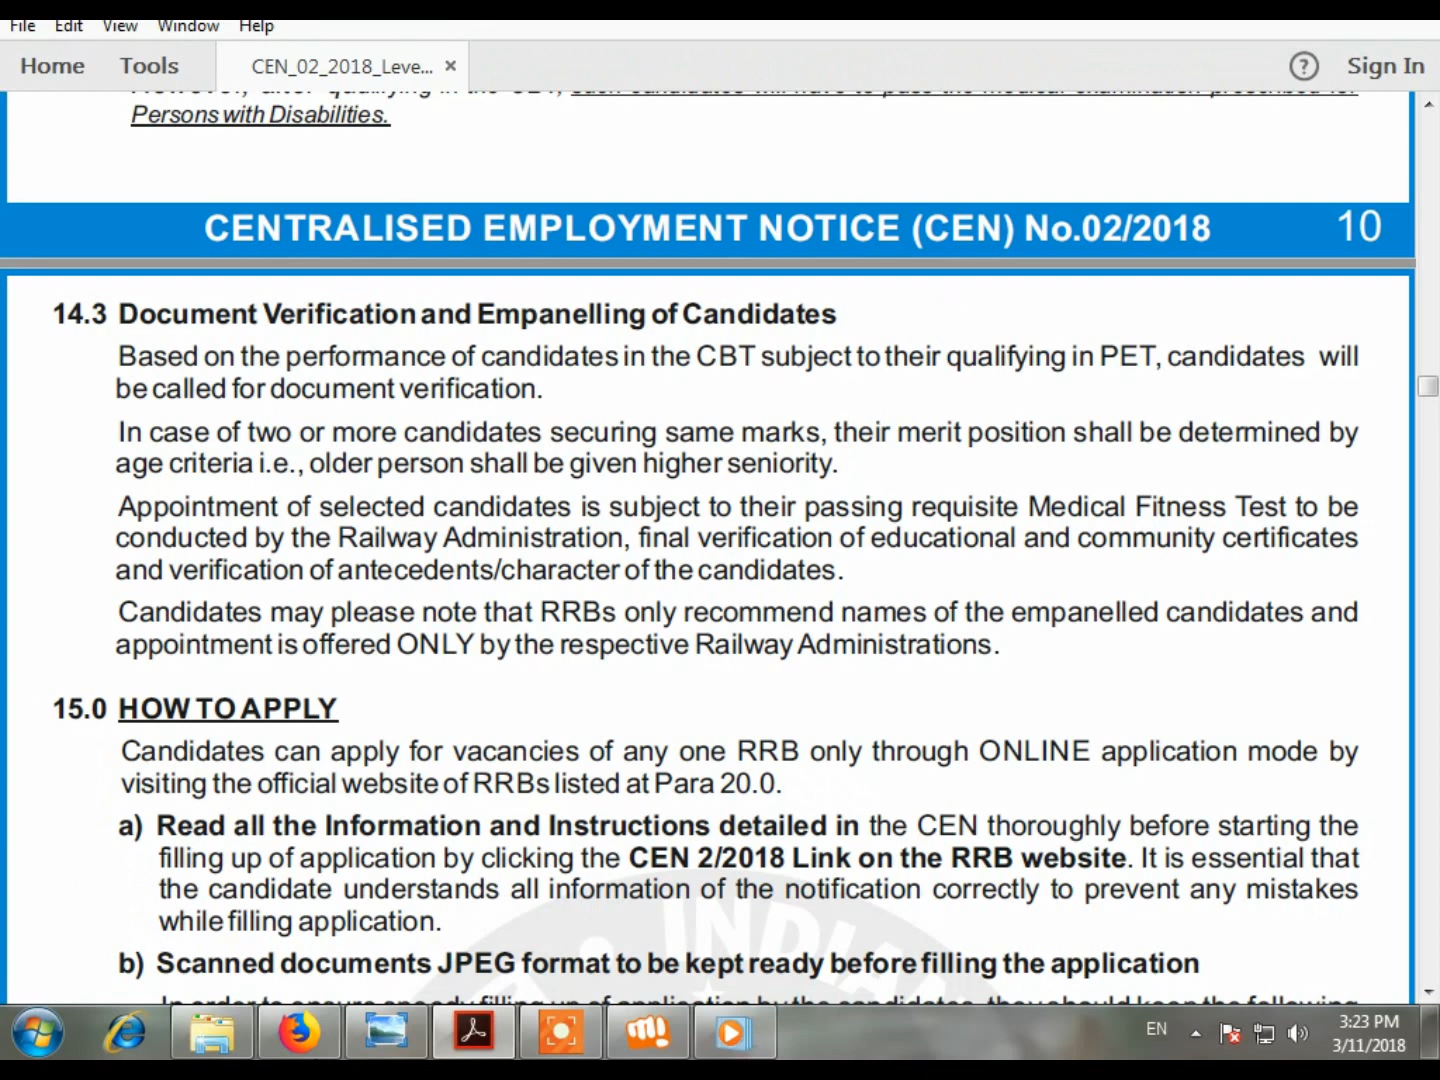 File Edit View Window Help
Home Tools CEN_02_2018_Leve... × ? Sign In
Persons with Disabilities.
CENTRALISED EMPLOYMENT NOTICE (CEN) No.02/2018 10
14.3 Document Verification and Empanelling of Candidates
Based on the performance of candidates in the CBT subject to their qualifying in PET, candidates will
be called for document verification.
In case of two or more candidates securing same marks, their merit position shall be determined by
age criteria i.e., older person shall be given higher seniority.
Appointment of selected candidates is subject to their passing requisite Medical Fitness Test to be
conducted by the Railway Administration, final verification of educational and community certificates
and verification of antecedents/character of the candidates.
Candidates may please note that RRBs only recommend names of the empanelled candidates and
appointment is offered ONLY by the respective Railway Administrations.
15.0 HOW TO APPLY
Candidates can apply for vacancies of any one RRB only through ONLINE application mode by
visiting the official website of RRBs listed at Para 20.0.
a) Read all the Information and Instructions detailed in the CEN thoroughly before starting the
filling up of application by clicking the CEN 2/2018 Link on the RRB website. It is essential that
the candidate understands all information of the notification correctly to prevent any mistakes
while filling application.
b) Scanned documents JPEG format to be kept ready before filling the application
INDIAN
EN 3:23 PM
3/11/2018